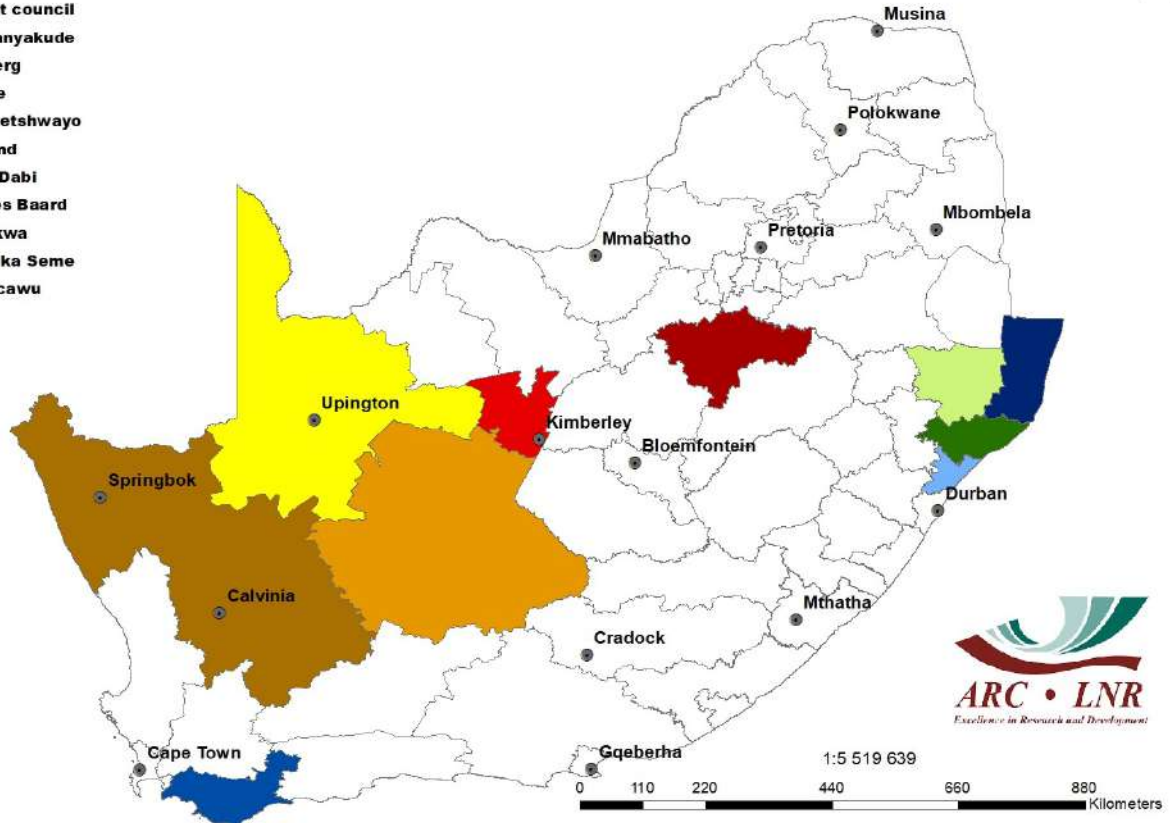 t council
anyakude
erg
e
etshwayo
nd
Dabi
es Baard
kwa
ka Seme
cawu
Musina
Polokwane
Mbombela
Pretoria
Mmabatho
Upington
Kimberley
Bloemfontein
Springbok
Durban
Calvinia
Mthatha
Cradock
ARC • LNR
Excellence in Research and Development
Cape Town
Gqeberha
1:5 519 639
0 110 220 440 660 880
Kilometers